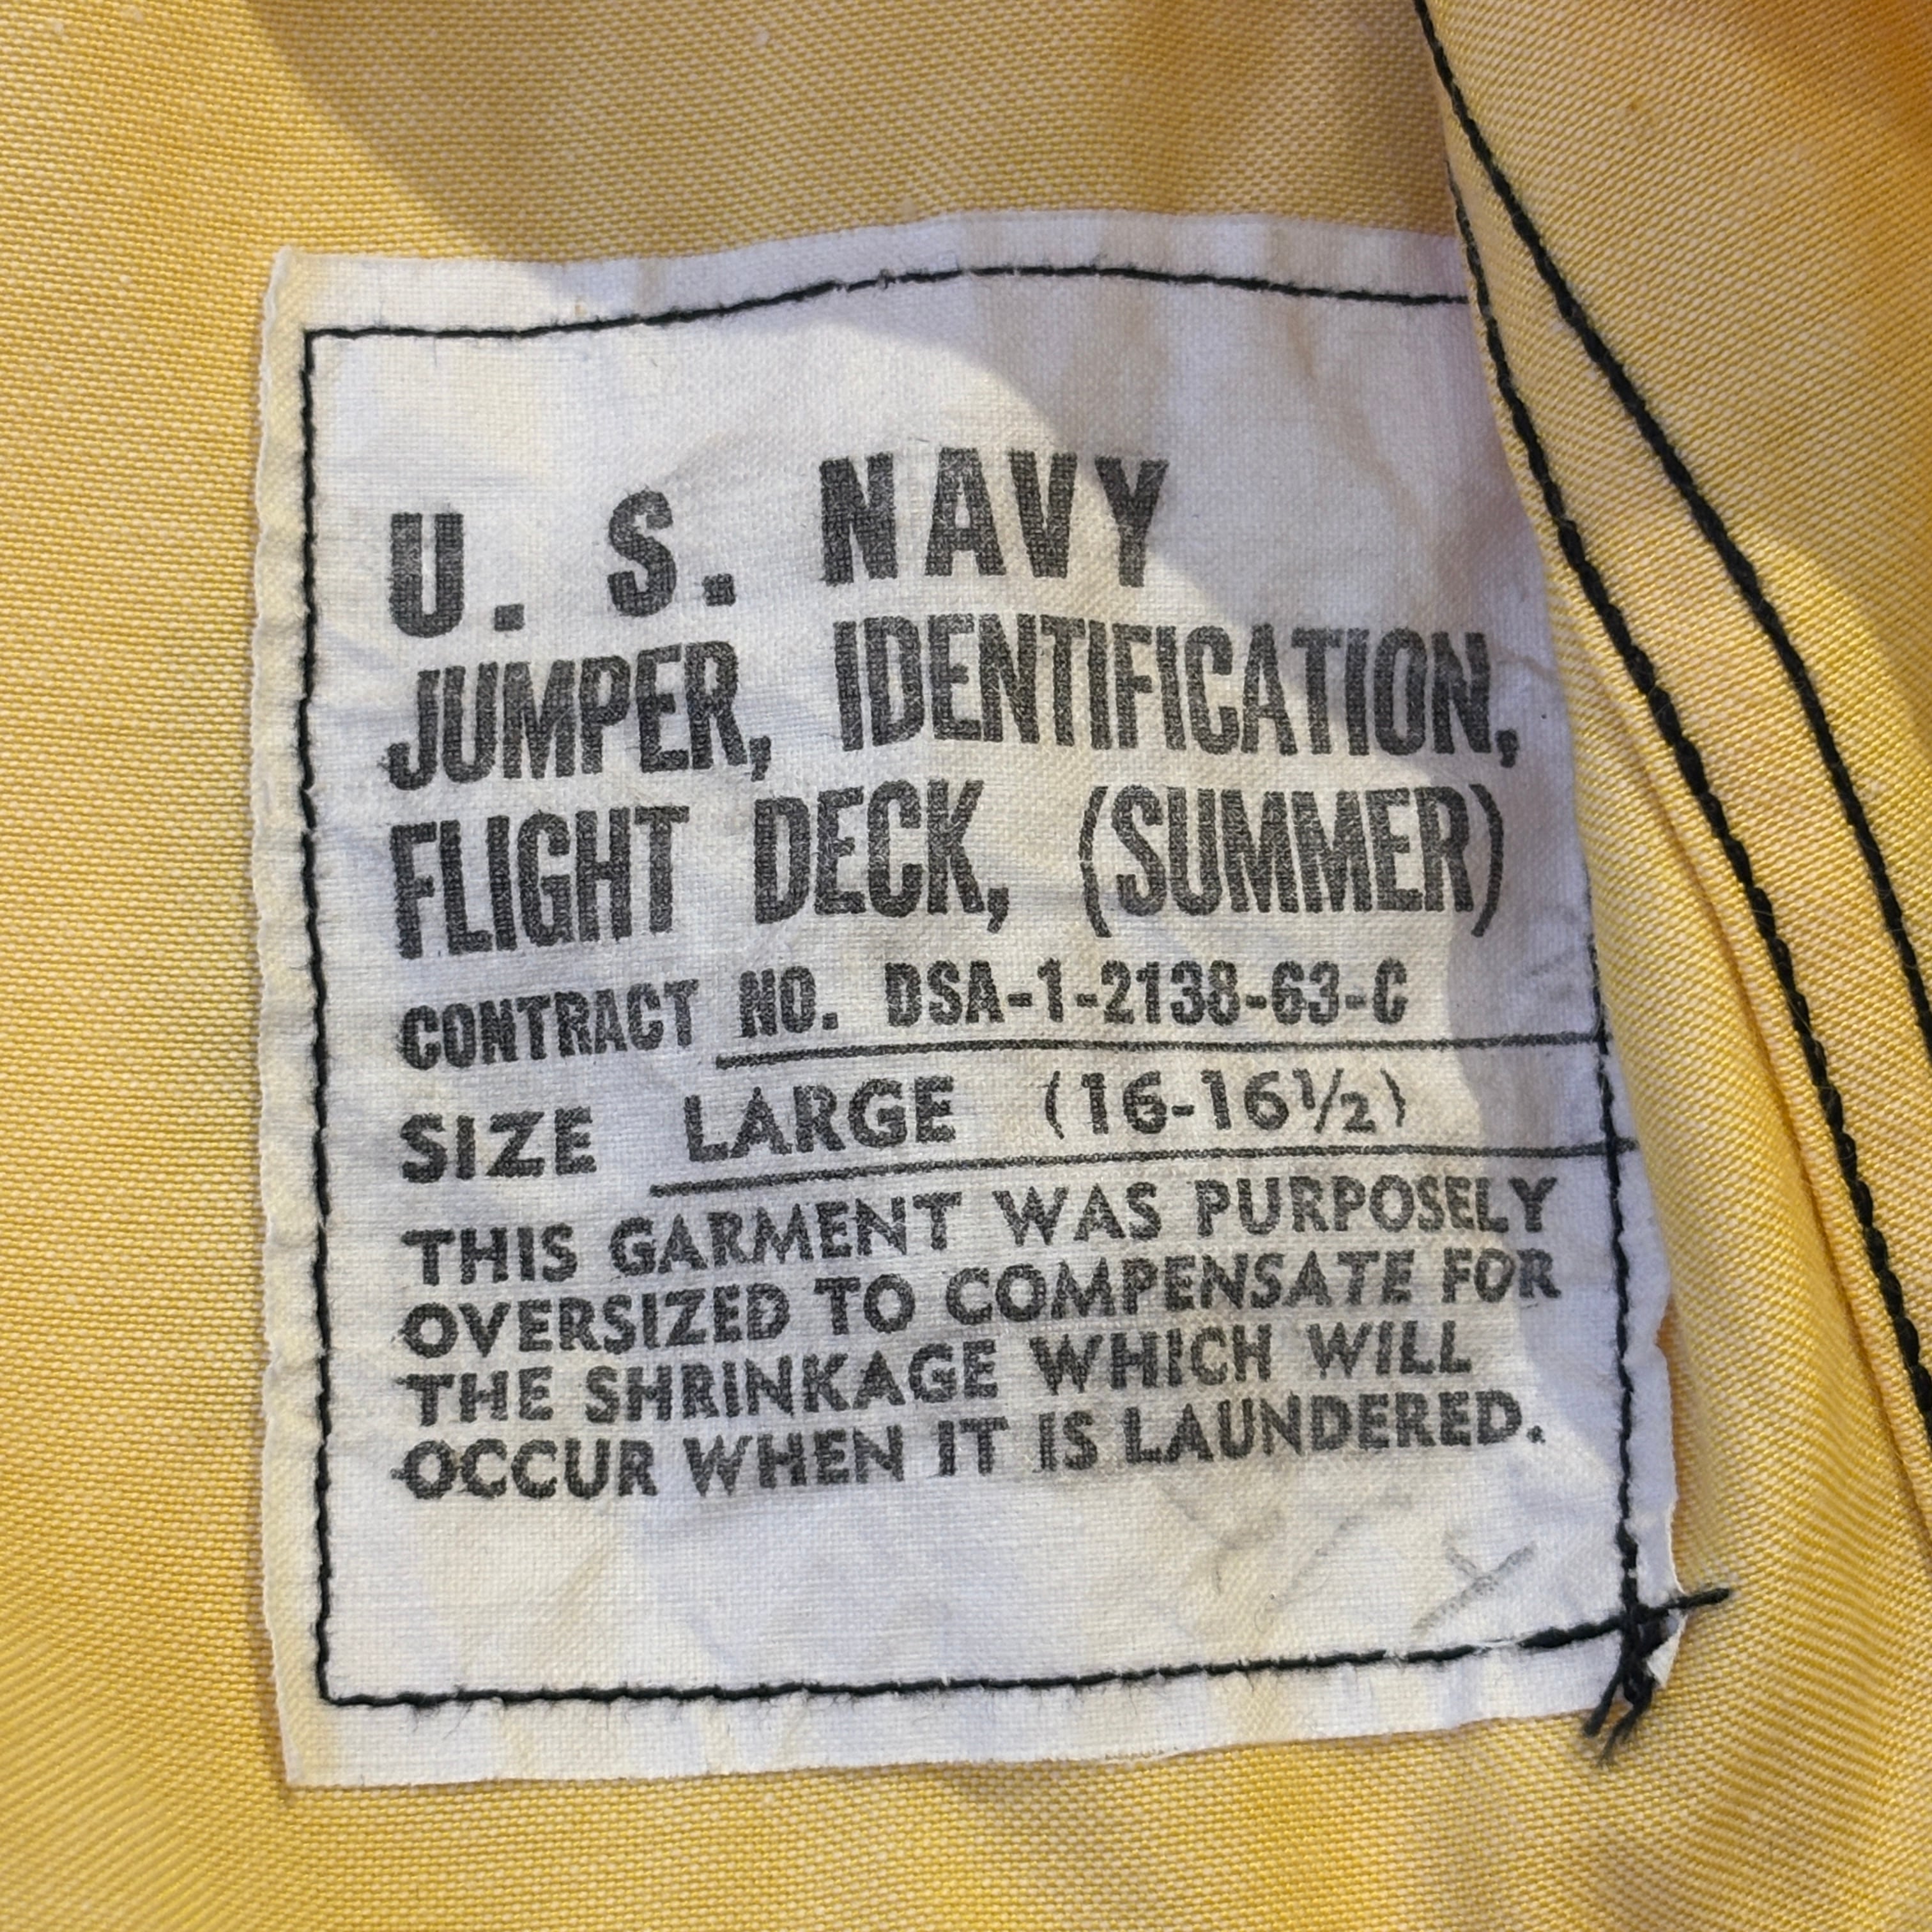 U. S. NAVY
JUMPER, IDENTIFICATION,
FLIGHT DECK, (SUMMER)
CONTRACT NO. DSA-1-2138-63-C
SIZE LARGE (16-16½)
THIS GARMENT WAS PURPOSELY
OVERSIZED TO COMPENSATE FOR
THE SHRINKAGE WHICH WILL
OCCUR WHEN IT IS LAUNDERED.